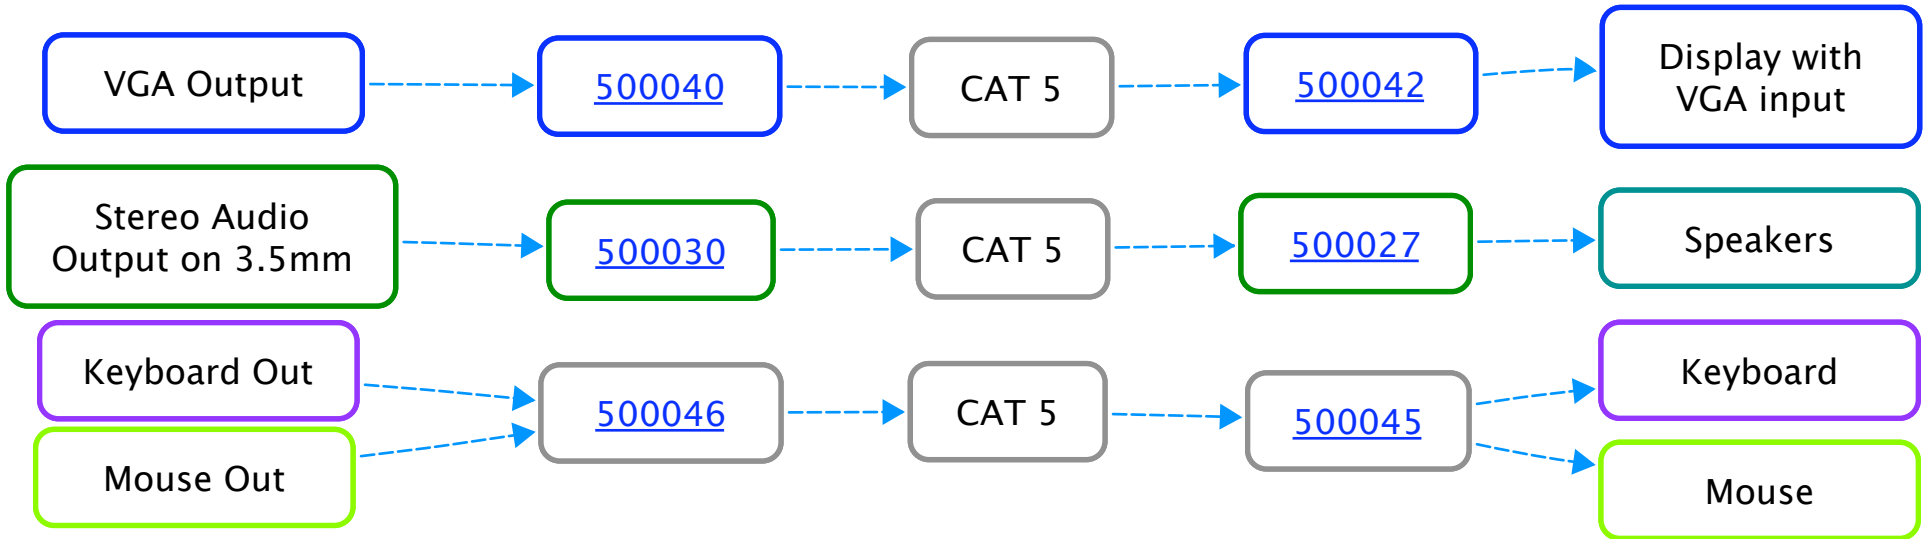 VGA Output
500040
CAT 5
500042
Display with
VGA input
Stereo Audio
Output on 3.5mm
500030
CAT 5
500027
Speakers
Keyboard Out
Mouse Out
500046
CAT 5
500045
Keyboard
Mouse